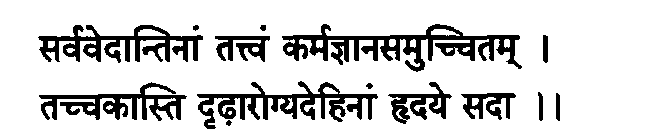 सर्ववेदान्तिनां तत्त्वं कर्मज्ञानसमुच्चितम् ।
तच्चकास्ति दृढ़ारोग्यदेहिनां हृदये सदा ।।